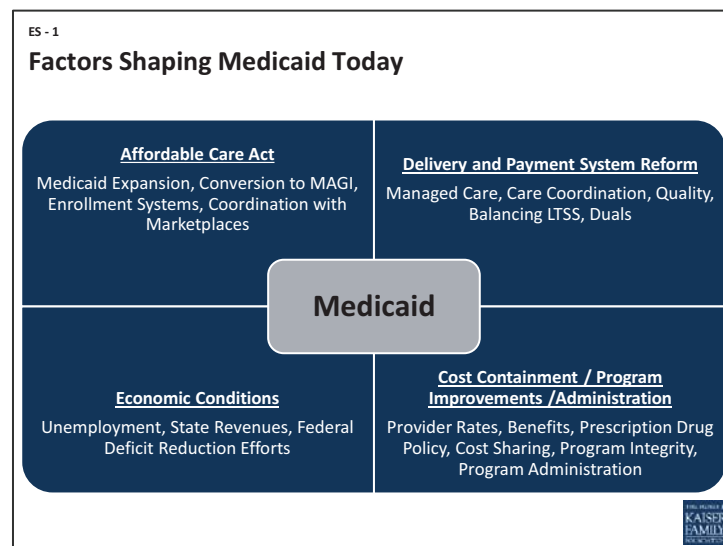 ES - 1
Factors Shaping Medicaid Today
Affordable Care Act
Medicaid Expansion, Conversion to MAGI,
Enrollment Systems, Coordination with
Marketplaces
Delivery and Payment System Reform
Managed Care, Care Coordination, Quality,
Balancing LTSS, Duals
Medicaid
Economic Conditions
Unemployment, State Revenues, Federal
Deficit Reduction Efforts
Cost Containment / Program
Improvements /Administration
Provider Rates, Benefits, Prescription Drug
Policy, Cost Sharing, Program Integrity,
Program Administration
KAISER
FAMILY